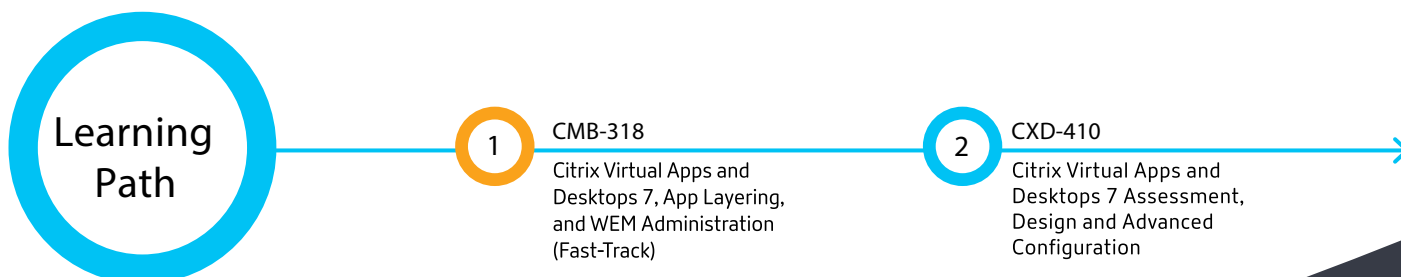 Learning
Path
1
CMB-318
Citrix Virtual Apps and
Desktops 7, App Layering,
and WEM Administration
(Fast-Track)
2
CXD-410
Citrix Virtual Apps and
Desktops 7 Assessment,
Design and Advanced
Configuration